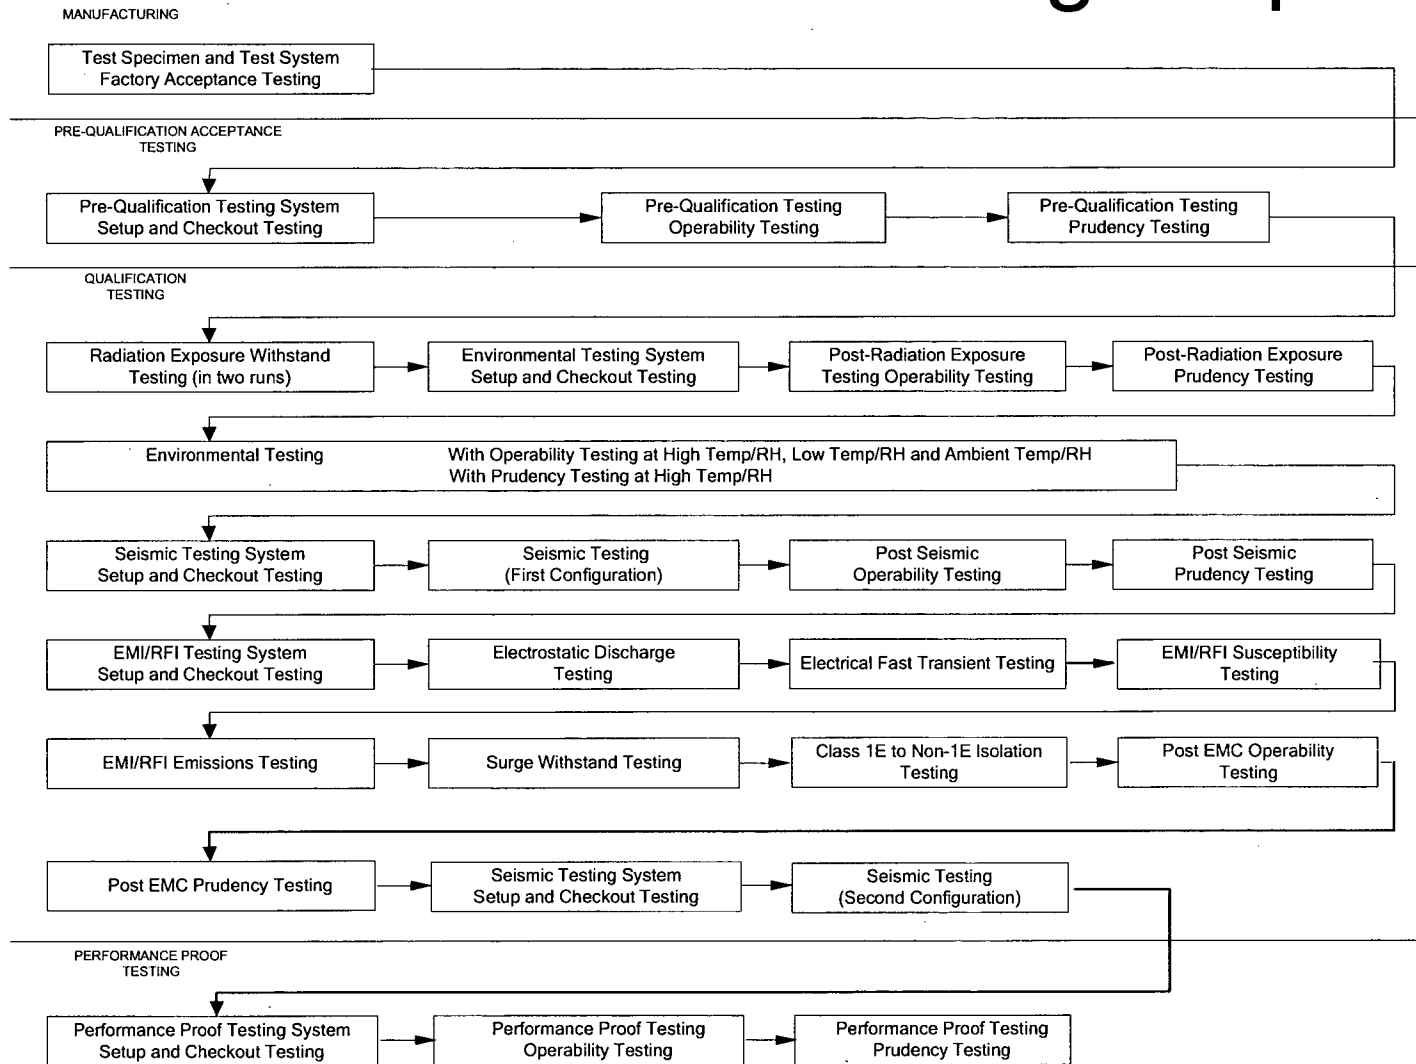 MANUFACTURING
Test Specimen and Test System
Factory Acceptance Testing
PRE-QUALIFICATION ACCEPTANCE
TESTING
Pre-Qualification Testing System
Setup and Checkout Testing
Pre-Qualification Testing
Operability Testing
Pre-Qualification Testing
Prudency Testing
QUALIFICATION
TESTING
Radiation Exposure Withstand
Testing (in two runs)
Environmental Testing System
Setup and Checkout Testing
Post-Radiation Exposure
Testing Operability Testing
Post-Radiation Exposure
Prudency Testing
Environmental Testing
With Operability Testing at High Temp/RH, Low Temp/RH and Ambient Temp/RH
With Prudency Testing at High Temp/RH
Seismic Testing System
Setup and Checkout Testing
Seismic Testing
(First Configuration)
Post Seismic
Operability Testing
Post Seismic
Prudency Testing
EMI/RFI Testing System
Setup and Checkout Testing
Electrostatic Discharge
Testing
Electrical Fast Transient Testing
EMI/RFI Susceptibility
Testing
EMI/RFI Emissions Testing
Surge Withstand Testing
Class 1E to Non-1E Isolation
Testing
Post EMC Operability
Testing
Post EMC Prudency Testing
Seismic Testing System
Setup and Checkout Testing
Seismic Testing
(Second Configuration)
PERFORMANCE PROOF
TESTING
Performance Proof Testing System
Setup and Checkout Testing
Performance Proof Testing
Operability Testing
Performance Proof Testing
Prudency Testing